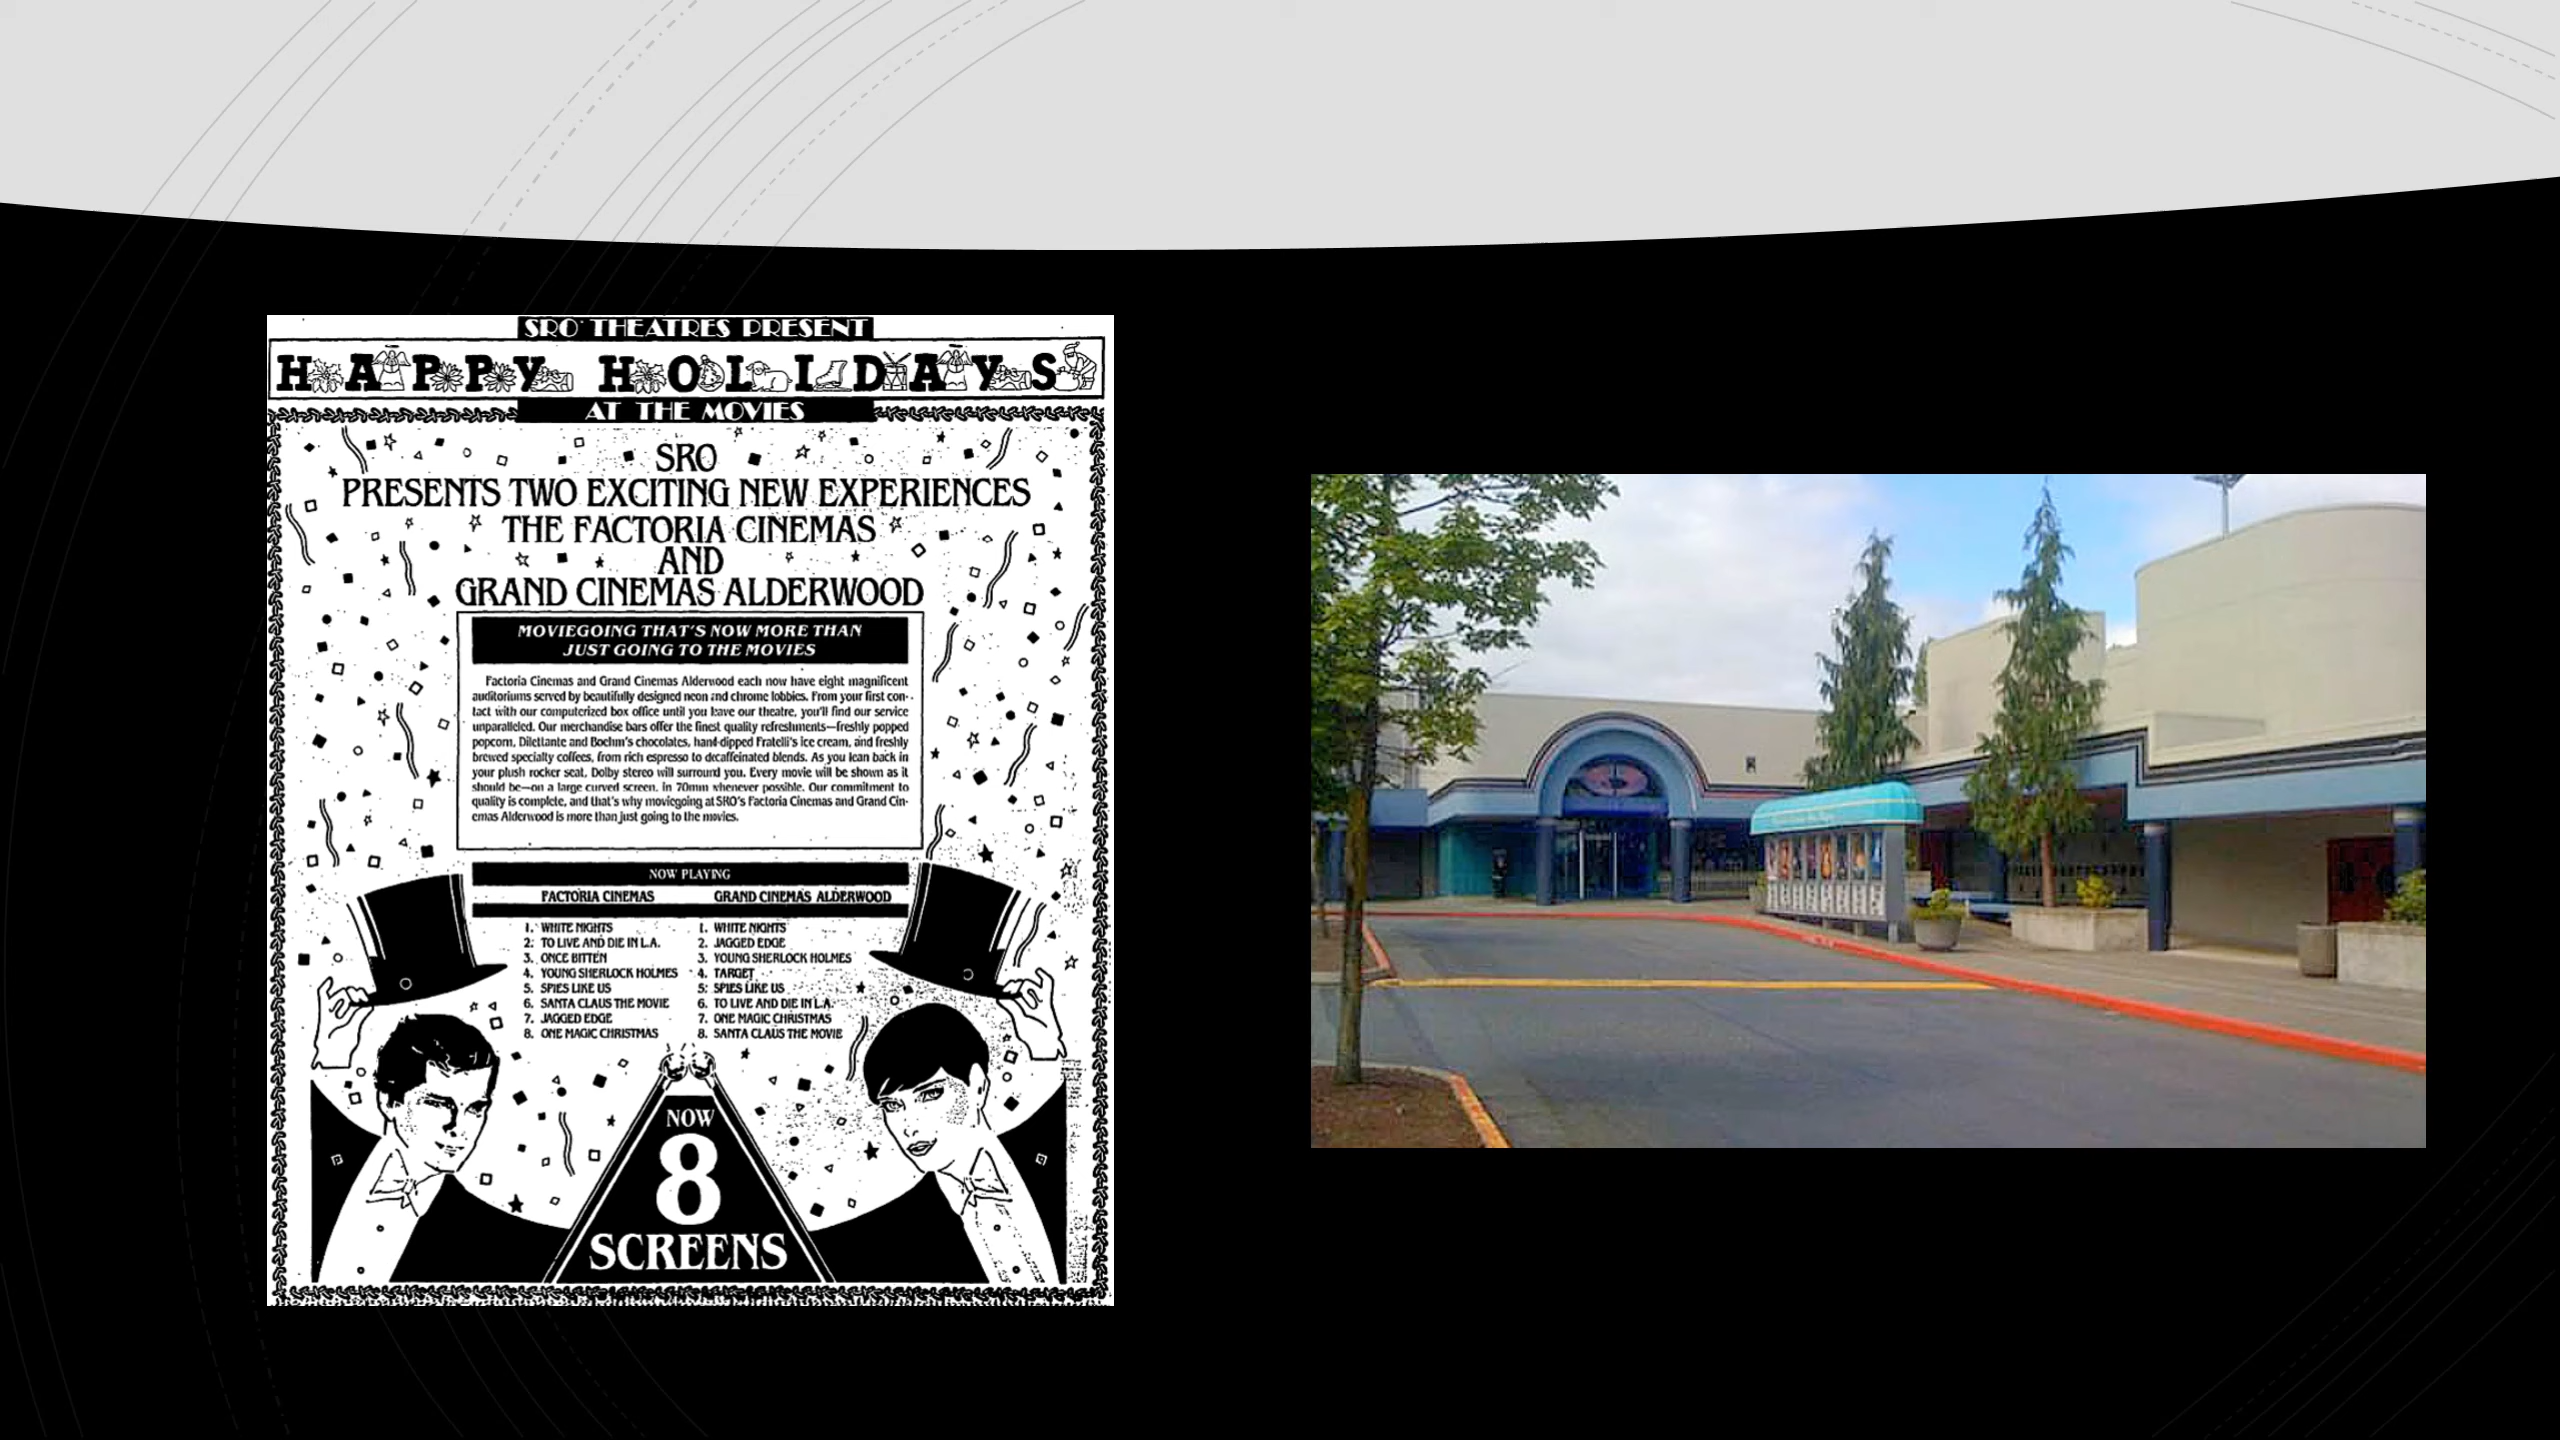 SRO THEATRES PRESENT
HAPPY HOLIDAYS
AT THE MOVIES
SRO
PRESENTS TWO EXCITING NEW EXPERIENCES
THE FACTORIA CINEMAS
AND
GRAND CINEMAS ALDERWOOD
MOVIEGOING THAT'S NOW MORE THAN
JUST GOING TO THE MOVIES
Factoria Cinemas and Grand Cinemas Alderwood each now have eight magnificent
auditoriums served by beautifully designed neon and chrome lobbies. From your first con-
tact with our computerized box office until you leave our theatre, you'll find our service
unparalleled. Our merchandise bars offer the finest quality refreshments—freshly popped
popcorn, Dilettante and Boehm's chocolates, hand-dipped Fratelli's ice cream, and freshly
brewed specialty coffees, from rich espresso to decaffeinated blends. As you lean back in
your plush rocker seat, Dolby stereo will surround you. Every movie will be shown as it
should be—on a large curved screen, in 70mm whenever possible. Our commitment to
quality is complete, and that's why moviegoing at SRO's Factoria Cinemas and Grand Cin-
emas Alderwood is more than just going to the movies.
NOW PLAYING
FACTORIA CINEMAS GRAND CINEMAS ALDERWOOD
1. WHITE NIGHTS
2. TO LIVE AND DIE IN L.A.
3. ONCE BITTEN
4. YOUNG SHERLOCK HOLMES
5. SPIES LIKE US
6. SANTA CLAUS THE MOVIE
7. JAGGED EDGE
8. ONE MAGIC CHRISTMAS
1. WHITE NIGHTS
2. JAGGED EDGE
3. YOUNG SHERLOCK HOLMES
4. TARGET
5. SPIES LIKE US
6. TO LIVE AND DIE IN L.A.
7. ONE MAGIC CHRISTMAS
8. SANTA CLAUS THE MOVIE
NOW
8
SCREENS